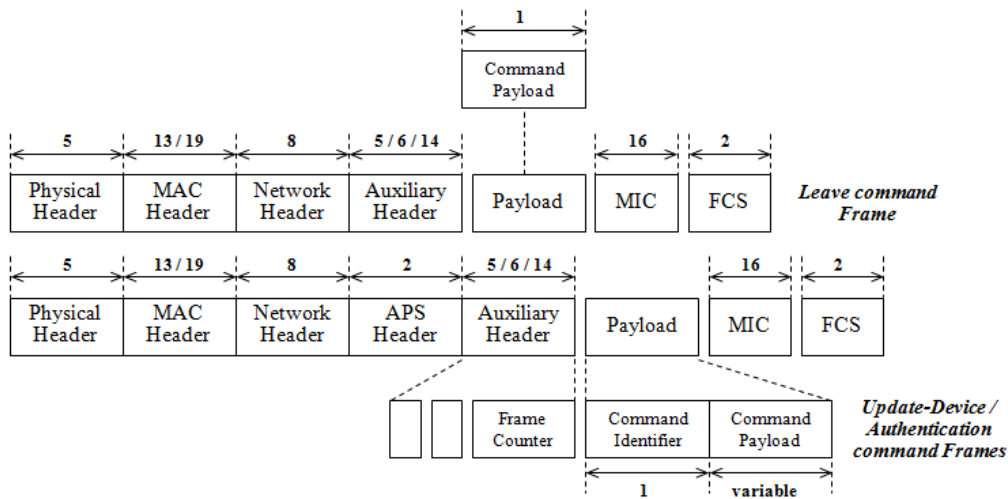 1
Command
Payload
5
13 / 19
8
5 / 6 / 14
16
2
Physical
Header
MAC
Header
Network
Header
Auxiliary
Header
Payload
MIC
FCS
Leave command
Frame
5
13 / 19
8
2
5 / 6 / 14
16
2
Physical
Header
MAC
Header
Network
Header
APS
Header
Auxiliary
Header
Payload
MIC
FCS
Frame
Counter
Command
Identifier
Command
Payload
Update-Device /
Authentication
command Frames
1
variable